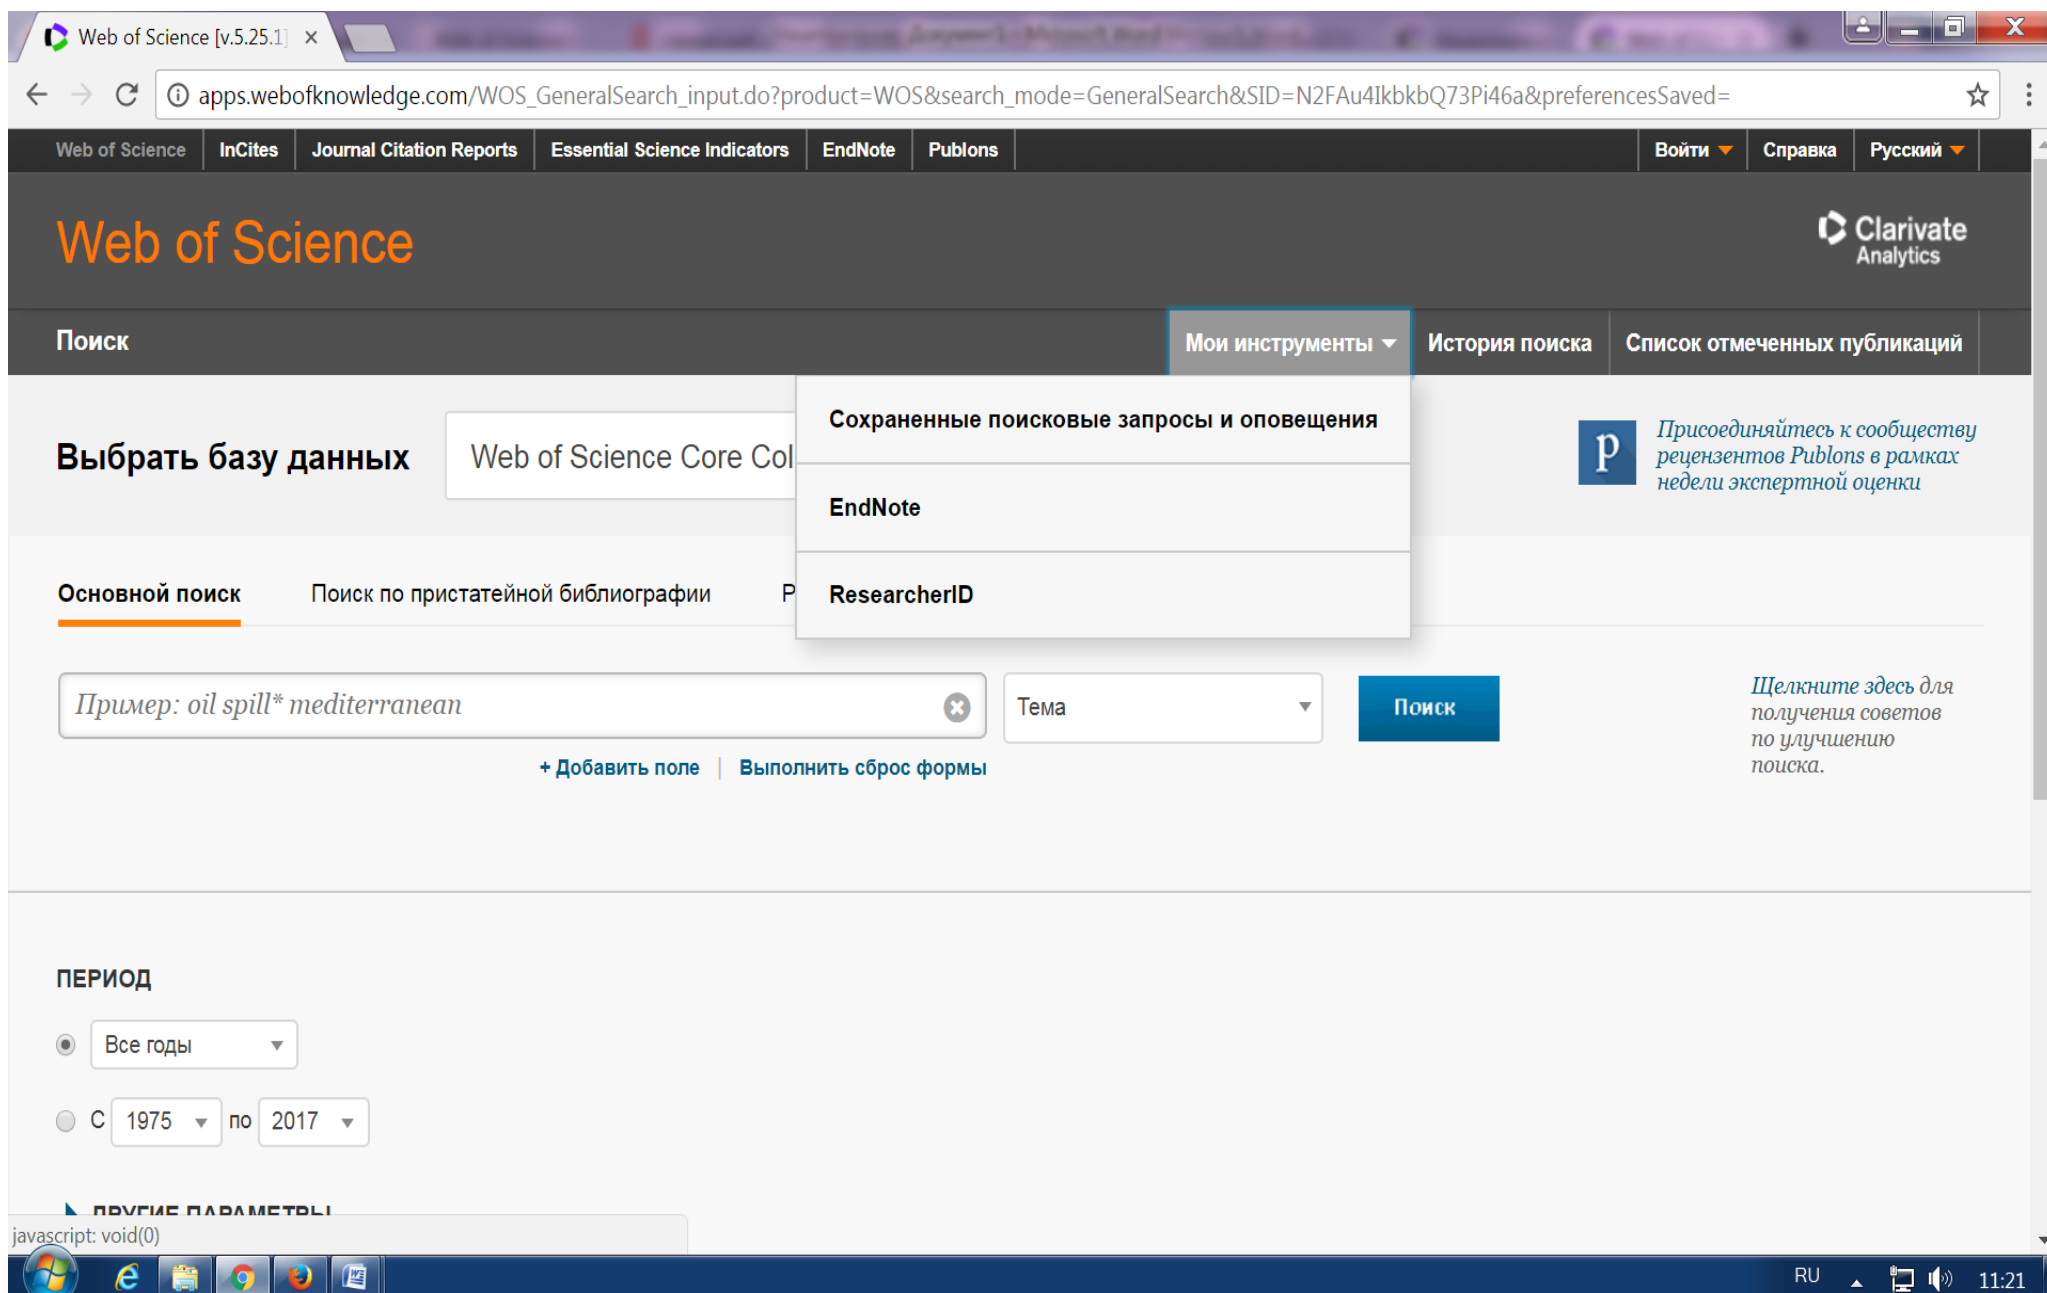 Web of Science [v.5.25.1]
apps.webofknowledge.com/WOS_GeneralSearch_input.do?product=WOS&search_mode=GeneralSearch&SID=N2FAu4IkbkbQ73Pi46a&preferencesSaved=
Web of Science InCites Journal Citation Reports Essential Science Indicators EndNote Publons Войти Справка Русский
Web of Science
Clarivate
Analytics
Поиск Мои инструменты История поиска Список отмеченных публикаций
Сохраненные поисковые запросы и оповещения
EndNote
ResearcherID
Выбрать базу данных Web of Science Core Col
Присоединяйтесь к сообществу
рецензентов Publons в рамках
недели экспертной оценки
Основной поиск Поиск по пристатейной библиографии Р
Пример: oil spill* mediterranean Тема Поиск
Щелкните здесь для
получения советов
по улучшению
поиска.
+ Добавить поле | Выполнить сброс формы
ПЕРИОД
Все годы
С 1975 по 2017
ДРУГИЕ ПАРАМЕТРЫ
javascript: void(0)
RU 11:21